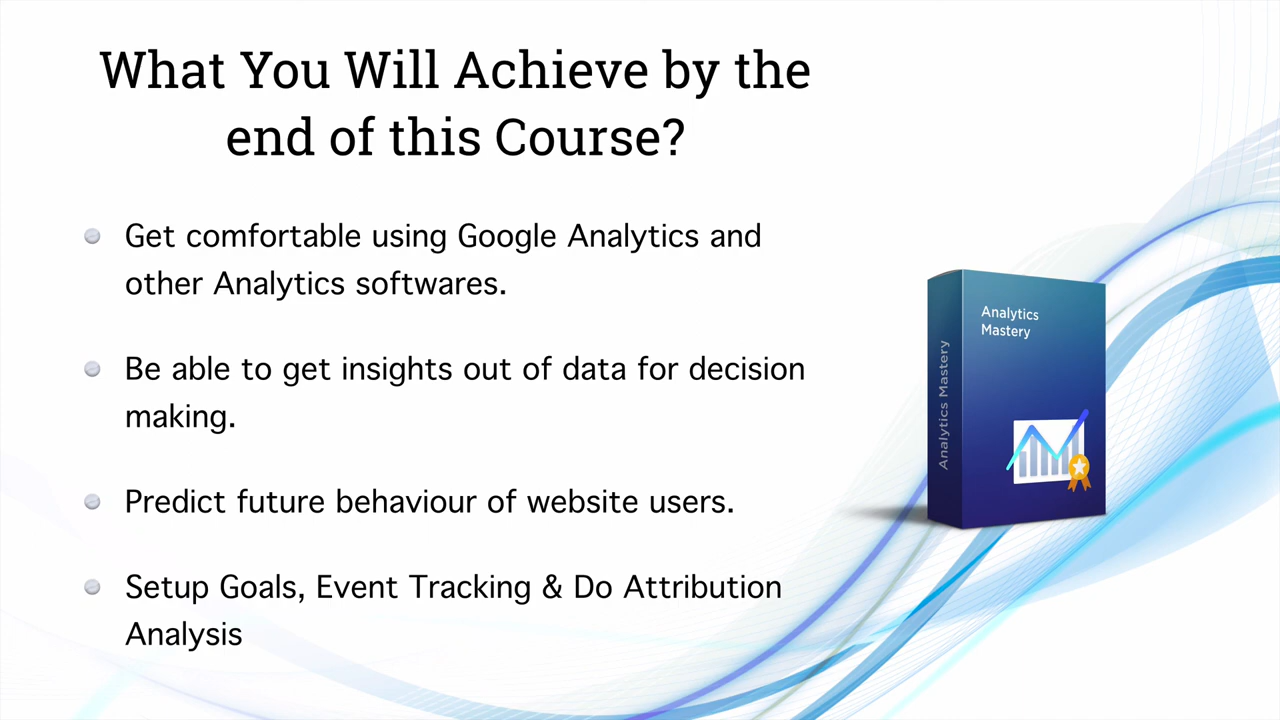 What You Will Achieve by the
end of this Course?
Get comfortable using Google Analytics and
other Analytics softwares.
Be able to get insights out of data for decision
making.
Predict future behaviour of website users.
Setup Goals, Event Tracking & Do Attribution
Analysis
Analytics
Mastery
Analytics Mastery